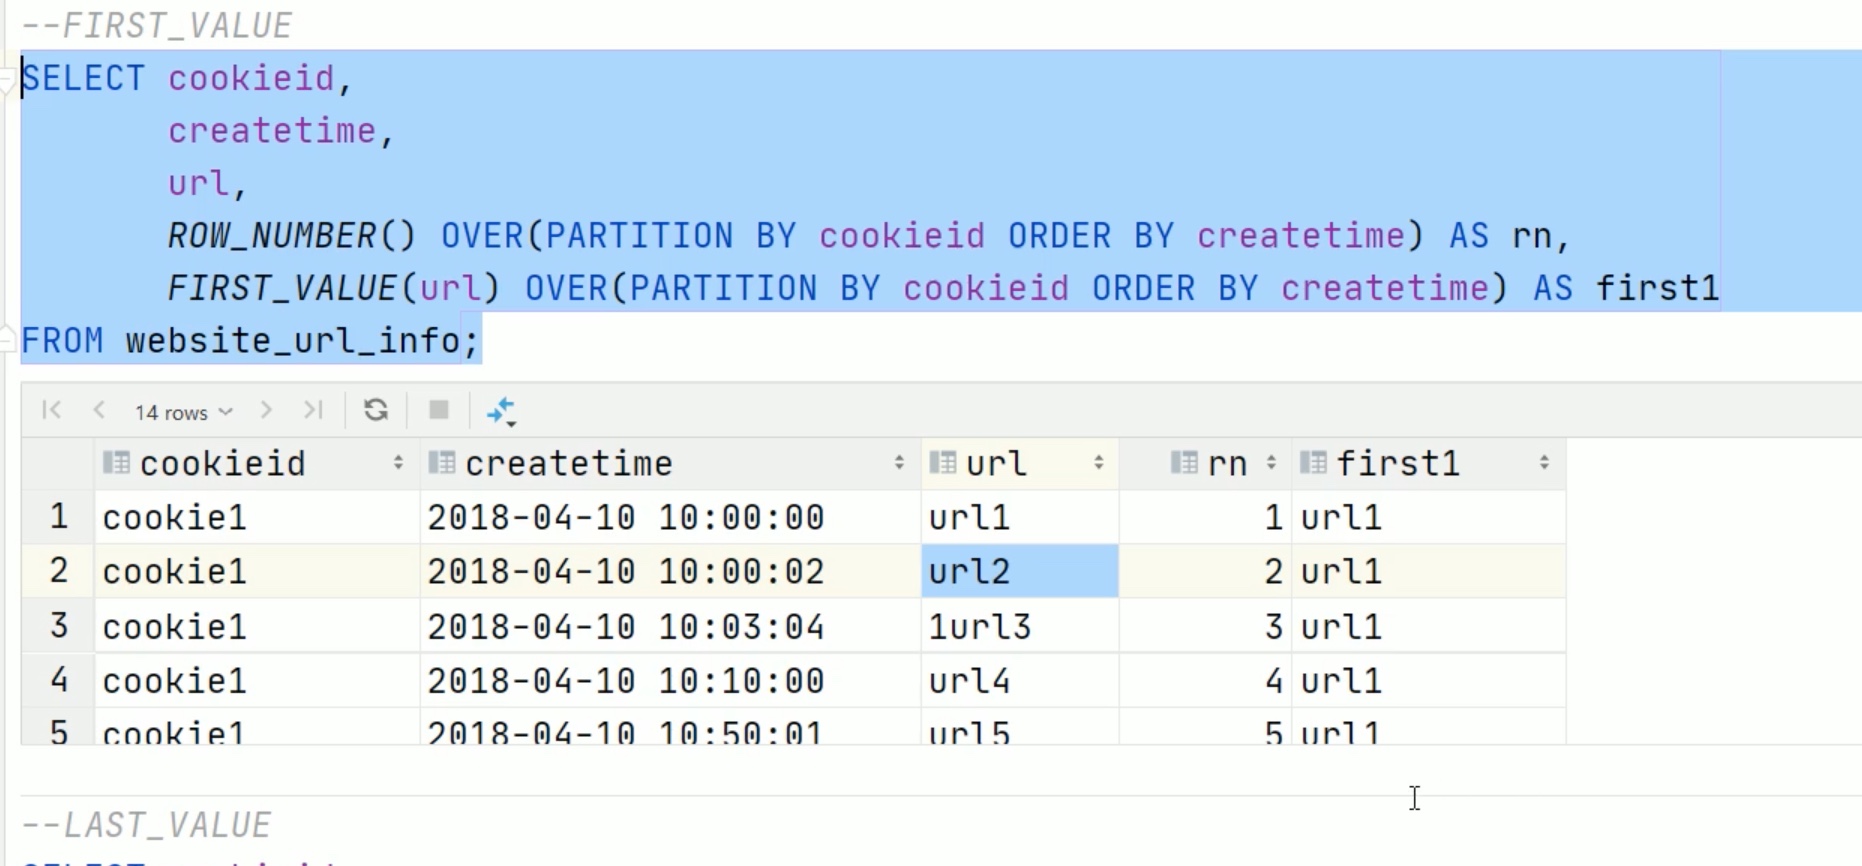 --FIRST_VALUE
SELECT cookieid,
createtime,
url,
ROW_NUMBER() OVER(PARTITION BY cookieid ORDER BY createtime) AS rn,
FIRST_VALUE(url) OVER(PARTITION BY cookieid ORDER BY createtime) AS first1
FROM website_url_info;
14 rows
cookieid createtime url rn first1
1 cookie1 2018-04-10 10:00:00 url1 1 url1
2 cookie1 2018-04-10 10:00:02 url2 2 url1
3 cookie1 2018-04-10 10:03:04 1url3 3 url1
4 cookie1 2018-04-10 10:10:00 url4 4 url1
5 cookie1 2018-04-10 10:50:01 url5 5 url1
--LAST_VALUE